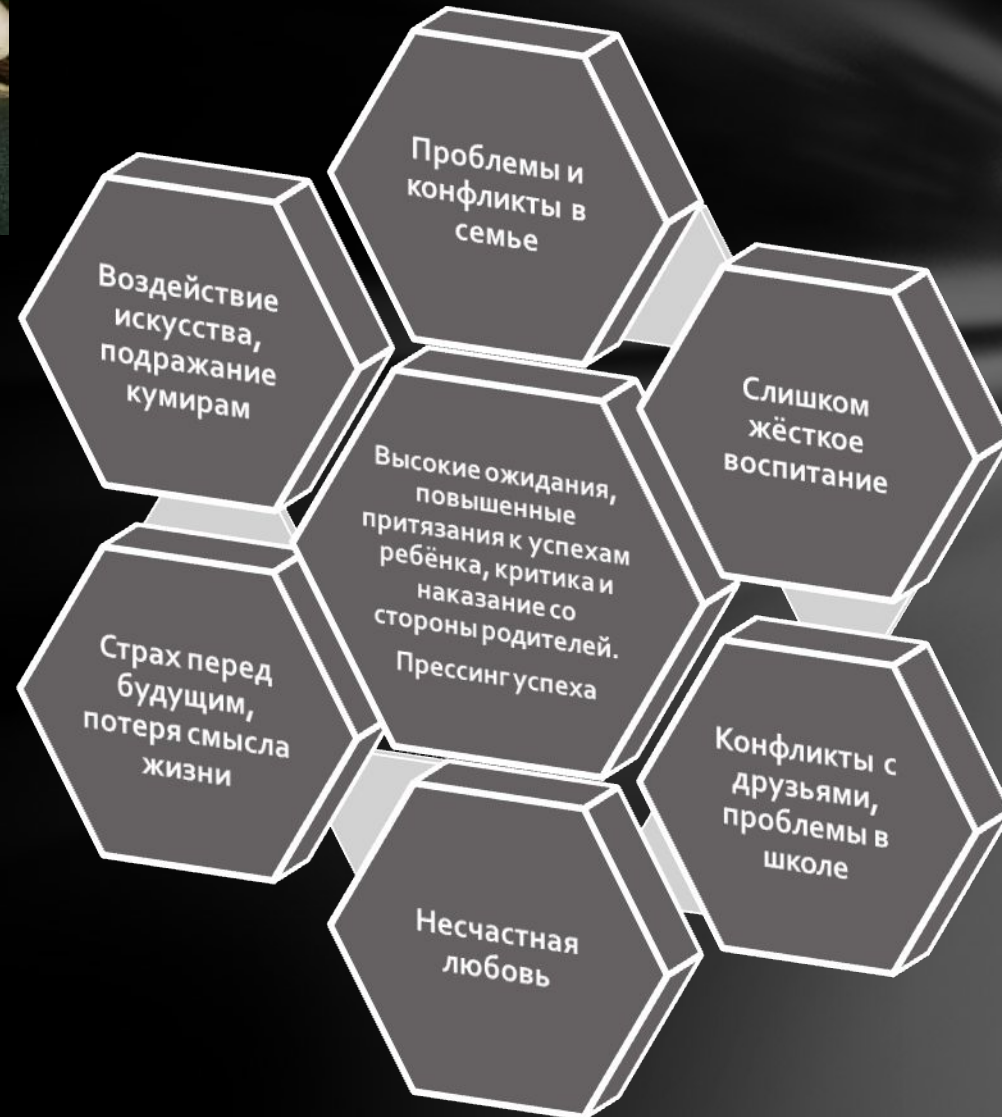 Проблемы и
конфликты в
семье
Воздействие
искусства,
подражание
кумирам
Слишком
жёсткое
воспитание
Высокие ожидания,
повышенные
притязания к успехам
ребёнка, критика и
наказание со
стороны родителей.
Прессинг успеха
Страх перед
будущим,
потеря смысла
жизни
Конфликты с
друзьями,
проблемы в
школе
Несчастная
любовь